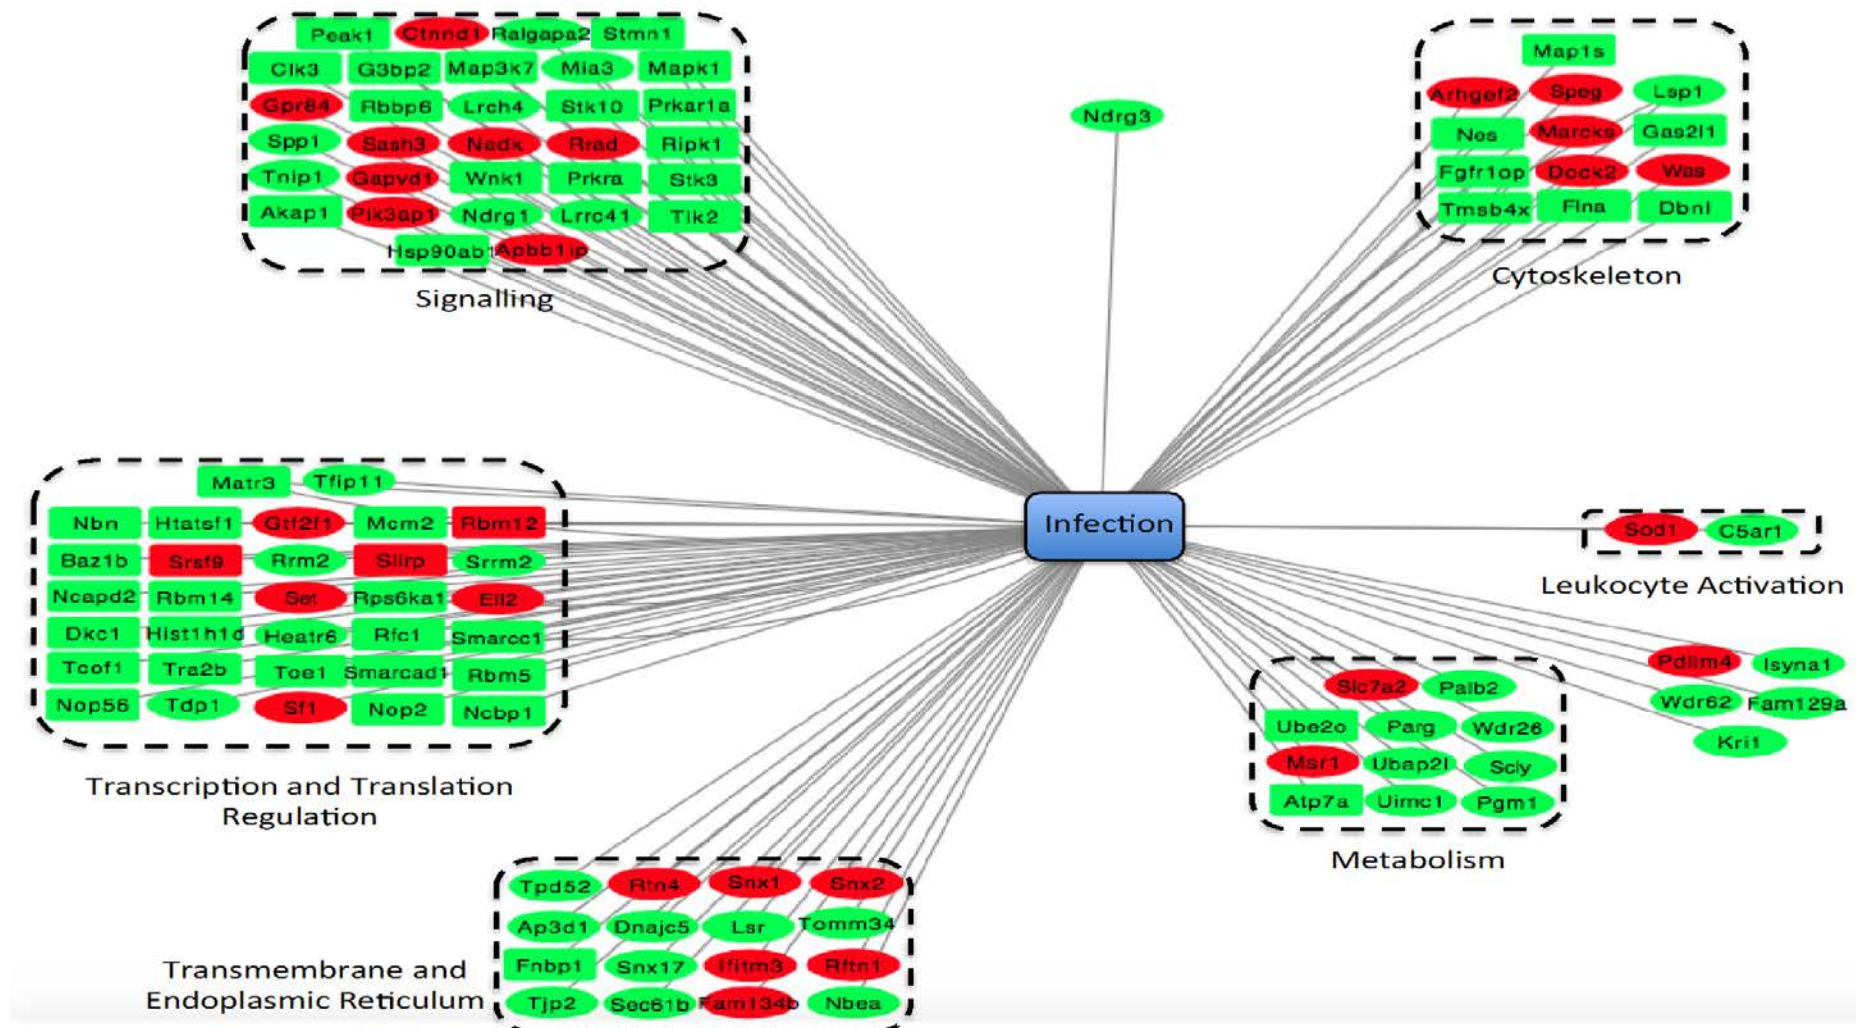 Peak1 Ctnnd1 Ralgapa2 Stmn1
Clk3 G3bp2 Map3k7 Mia3 Mapk1
Gpr84 Rbbp6 Lrch4 Stk10 Prkar1a
Spp1 Sash3 Nadk Rrad Ripk1
Tnip1 Gapvd1 Wnk1 Prkra Stk3
Akap1 Pik3ap1 Ndrg1 Lrrc41 Tlk2
Hsp90ab1 Apbb1ip
Signalling
Ndrg3
Map1s
Arhgef2 Speg Lsp1
Nes Marcks Gas2l1
Fgfr1op Dock2 Was
Tmsb4x Flna Dbnl
Cytoskeleton
Infection
Matr3 Tfip11
Nbn Htatsf1 Gtf2f1 Mcm2 Rbm12
Baz1b Srsf9 Rrm2 Slirp Srrm2
Ncapd2 Rbm14 Set Rps6ka1 Ell2
Dkc1 Hist1h1d Heatr6 Rfc1 Smarcc1
Tcof1 Tra2b Toe1 Smarcad1 Rbm5
Nop56 Tdp1 Sf1 Nop2 Ncbp1
Transcription and Translation
Regulation
Sod1 C5ar1
Leukocyte Activation
Pdlim4 Isyna1
Wdr62 Fam129a
Kri1
Slc7a2 Palb2
Ube2o Parg Wdr26
Msr1 Ubap2l Scly
Atp7a Uimc1 Pgm1
Metabolism
Tpd52 Rtn4 Snx1 Snx2
Ap3d1 Dnajc5 Lsr Tomm34
Fnbp1 Snx17 Ifitm3 Rftn1
Tjp2 Sec61b Fam134b Nbea
Transmembrane and
Endoplasmic Reticulum